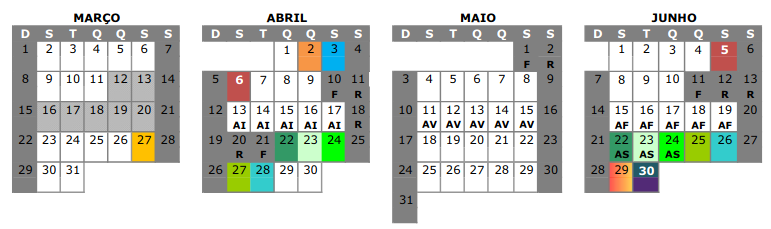 MARÇO
D S T Q Q S S
1 2 3 4 5 6 7
8 9 10 11 12 13 14
15 16 17 18 19 20 21
22 23 24 25 26 27 28
29 30 31
ABRIL
D S T Q Q S S
1 2 3 4
5 6 7 8 9 10 11
F R
12 13 14 15 16 17 18
AI AI AI AI AI R
19 20 21 22 23 24 25
R F
26 27 28 29 30
MAIO
D S T Q Q S S
1 2
F R
3 4 5 6 7 8 9
10 11 12 13 14 15 16
AV AV AV AV AV
17 18 19 20 21 22 23
24 25 26 27 28 29 30
31
JUNHO
D S T Q Q S S
1 2 3 4 5 6
7 8 9 10 11 12 13
F R R
14 15 16 17 18 19 20
AF AF AF AF AF
21 22 23 24 25 26 27
AS AS AS
28 29 30